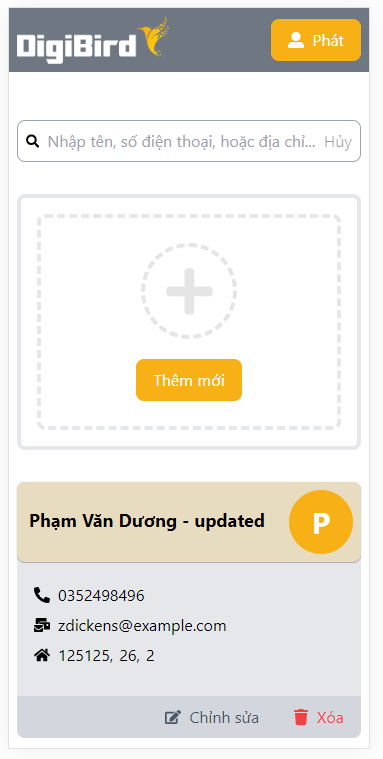 DigiBird
Phát
Nhập tên, số điện thoại, hoặc địa chỉ... Hủy
Thêm mới
Phạm Văn Dương - updated
P
0352498496
zdickens@example.com
125125, 26, 2
Chỉnh sửa
Xóa